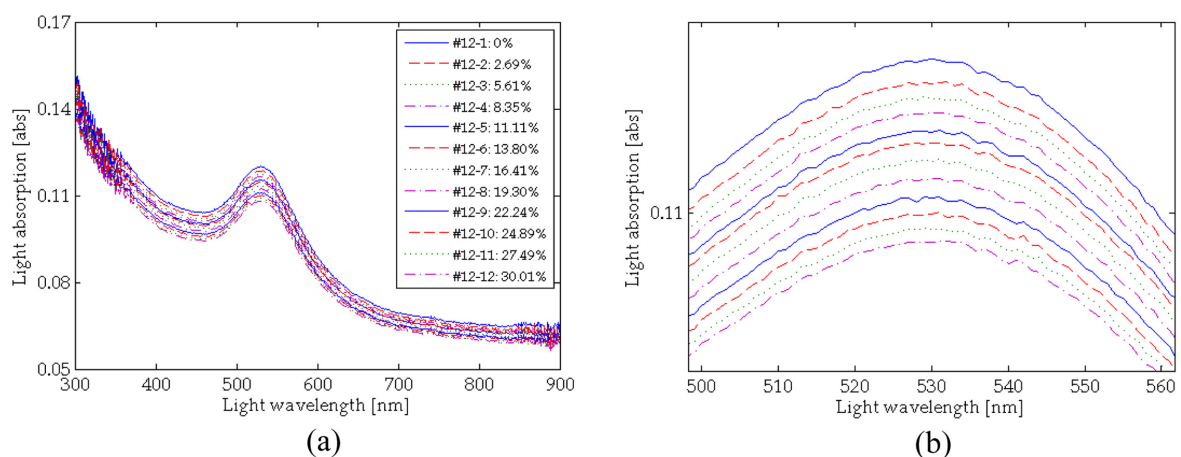 0.17
0.14
0.11
0.08
0.05
Light absorption [abs]
#12-1: 0%
#12-2: 2.69%
#12-3: 5.61%
#12-4: 8.35%
#12-5: 11.11%
#12-6: 13.80%
#12-7: 16.41%
#12-8: 19.30%
#12-9: 22.24%
#12-10: 24.89%
#12-11: 27.49%
#12-12: 30.01%
300 400 500 600 700 800 900
Light wavelength [nm]
(a)
0.11
Light absorption [abs]
500 510 520 530 540 550 560
Light wavelength [nm]
(b)